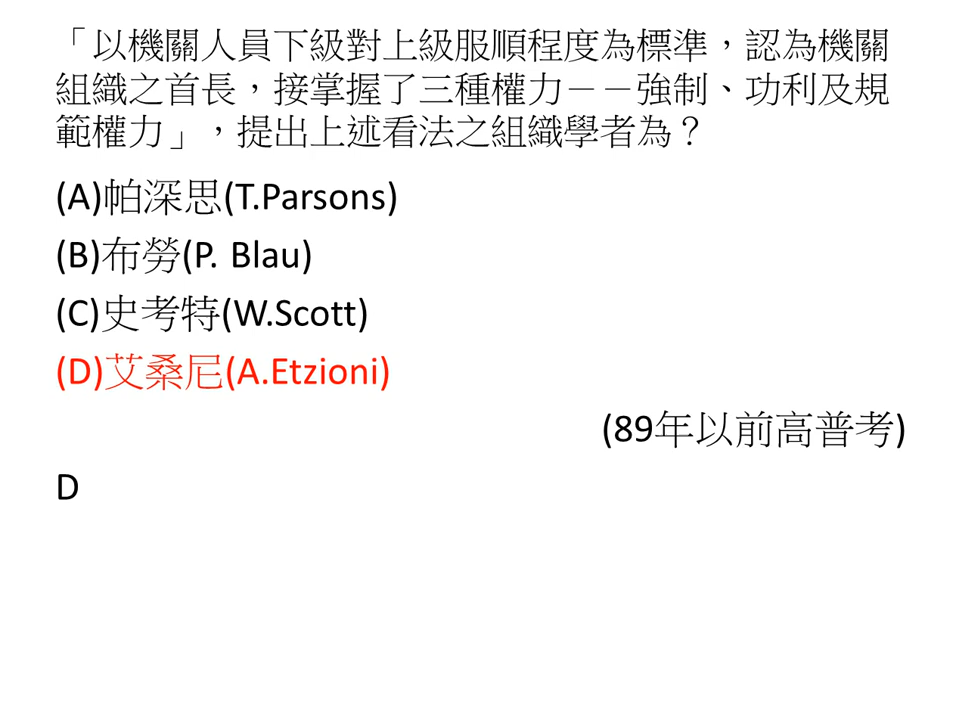 「以機關人員下級對上級服順程度為標準，認為機關
組織之首長，接掌握了三種權力－－強制、功利及規
範權力」，提出上述看法之組織學者為？
(A)帕深思(T.Parsons)
(B)布勞(P. Blau)
(C)史考特(W.Scott)
(D)艾桑尼(A.Etzioni)
(89年以前高普考)
D